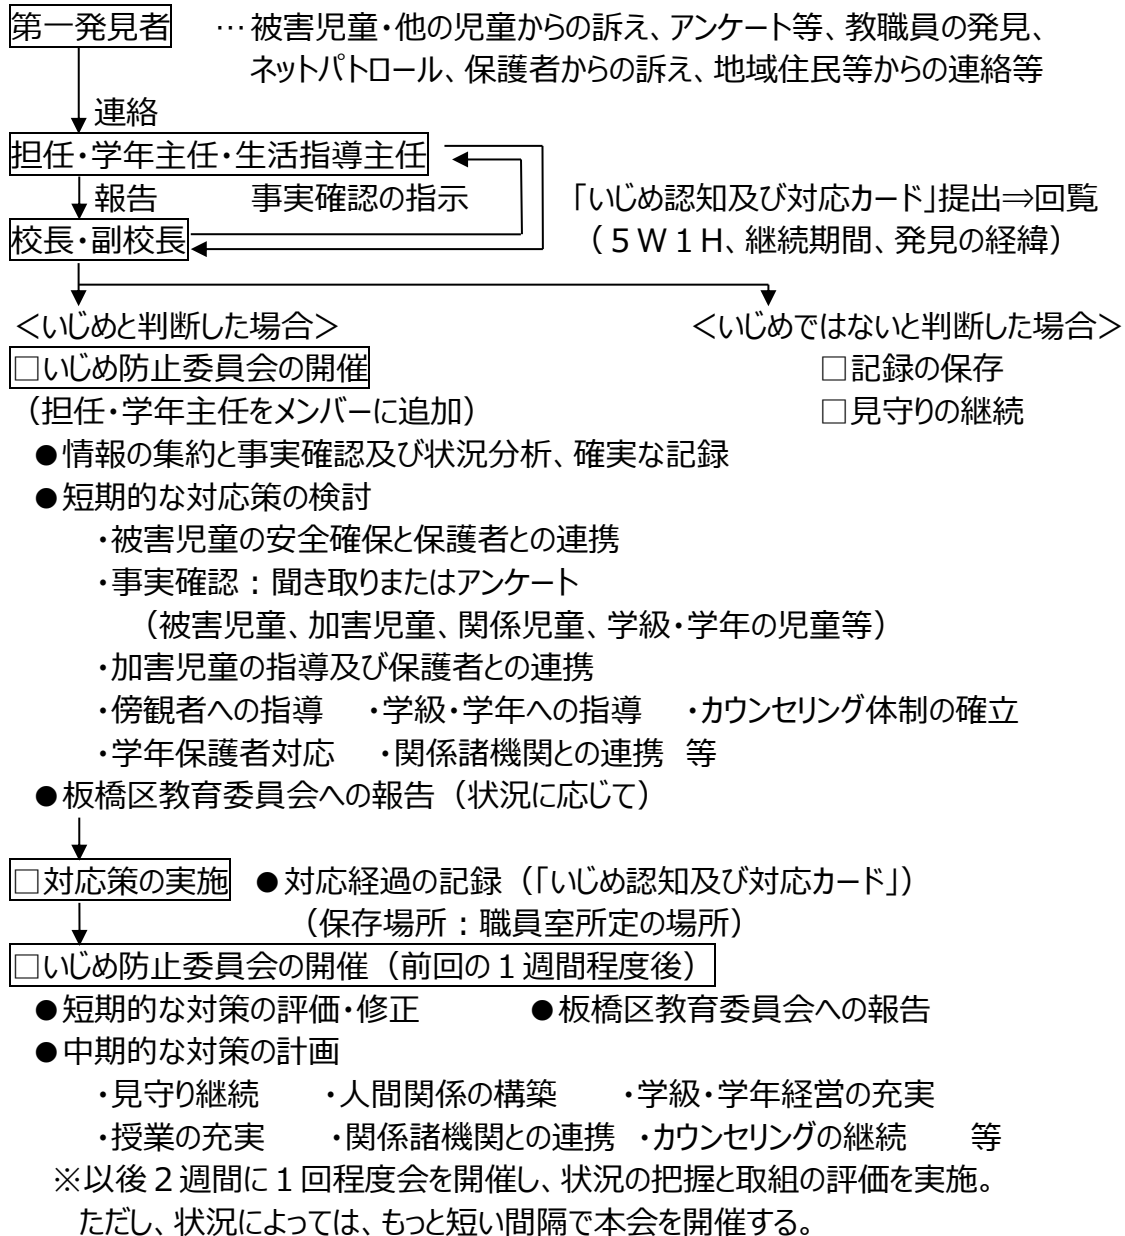 第一発見者 …被害児童・他の児童からの訴え、アンケート等、教職員の発見、
ネットパトロール、保護者からの訴え、地域住民等からの連絡等
連絡
担任・学年主任・生活指導主任
報告 事実確認の指示 「いじめ認知及び対応カード」提出⇒回覧
校長・副校長 （５Ｗ１Ｈ、継続期間、発見の経緯）
＜いじめと判断した場合＞ ＜いじめではないと判断した場合＞
□いじめ防止委員会の開催 □記録の保存
（担任・学年主任をメンバーに追加） □見守りの継続
●情報の集約と事実確認及び状況分析、確実な記録
●短期的な対応策の検討
・被害児童の安全確保と保護者との連携
・事実確認：聞き取りまたはアンケート
（被害児童、加害児童、関係児童、学級・学年の児童等）
・加害児童の指導及び保護者との連携
・傍観者への指導 ・学級・学年への指導 ・カウンセリング体制の確立
・学年保護者対応 ・関係諸機関との連携 等
●板橋区教育委員会への報告（状況に応じて）
□対応策の実施 ●対応経過の記録（「いじめ認知及び対応カード」）
（保存場所：職員室所定の場所）
□いじめ防止委員会の開催（前回の１週間程度後）
●短期的な対策の評価・修正 ●板橋区教育委員会への報告
●中期的な対策の計画
・見守り継続 ・人間関係の構築 ・学級・学年経営の充実
・授業の充実 ・関係諸機関との連携 ・カウンセリングの継続 等
※以後２週間に１回程度会を開催し、状況の把握と取組の評価を実施。
ただし、状況によっては、もっと短い間隔で本会を開催する。